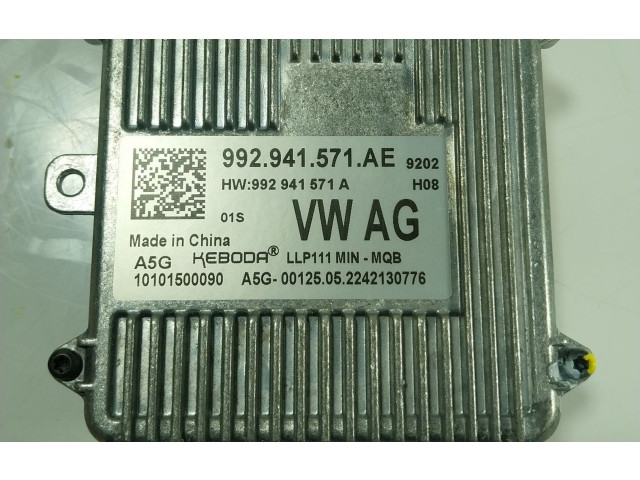 992.941.571.AE 9202
HW:992 941 571 A H08
01S VW AG
Made in China
A5G KEBODA® LLP111 MIN - MQB
10101500090 A5G- 00125.05.2242130776